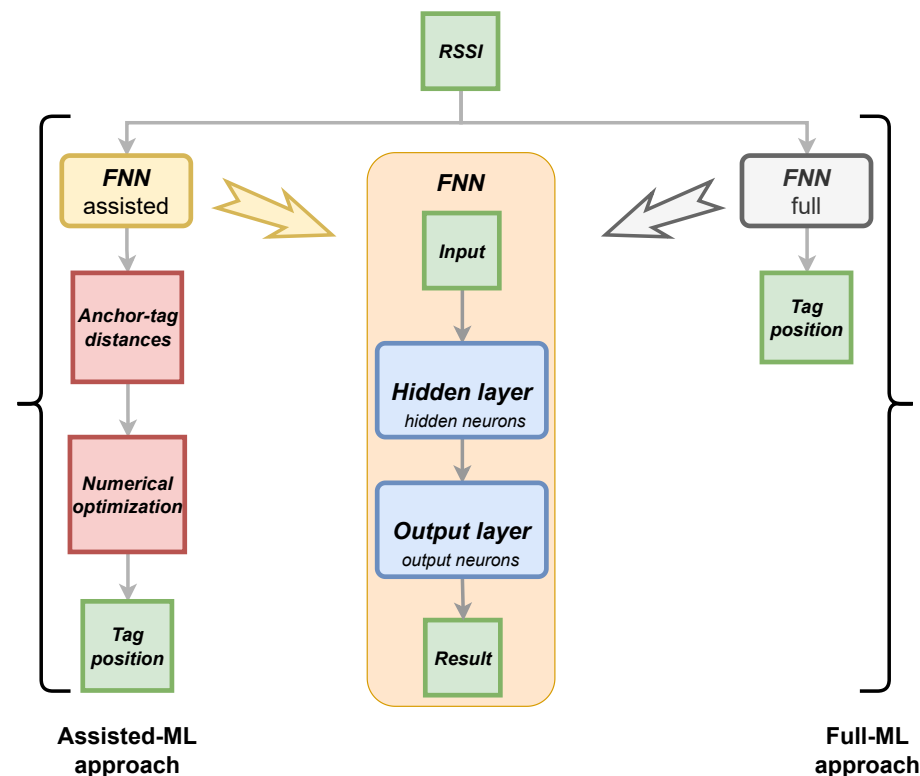 RSSI
FNN
assisted
Anchor-tag
distances
Numerical
optimization
Tag
position
Assisted-ML
approach
FNN
Input
Hidden layer
hidden neurons
Output layer
output neurons
Result
FNN
full
Tag
position
Full-ML
approach